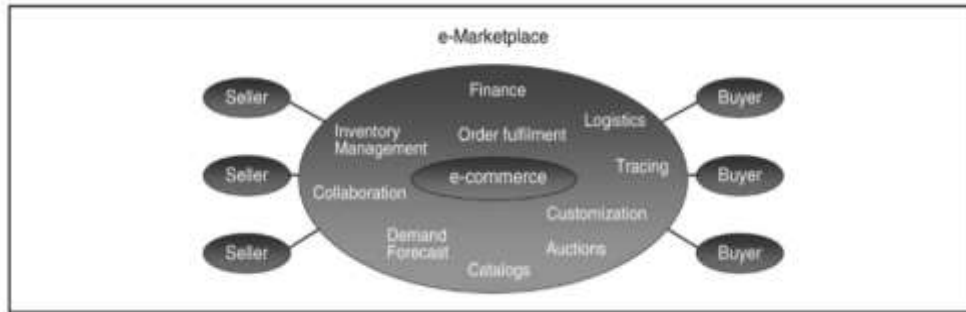 e-Marketplace
Seller
Finance
Buyer
Logistics
Inventory
Management
Order fulfilment
Seller
e-commerce
Tracing
Buyer
Collaboration
Customization
Seller
Demand
Forecast
Auctions
Buyer
Catalogs